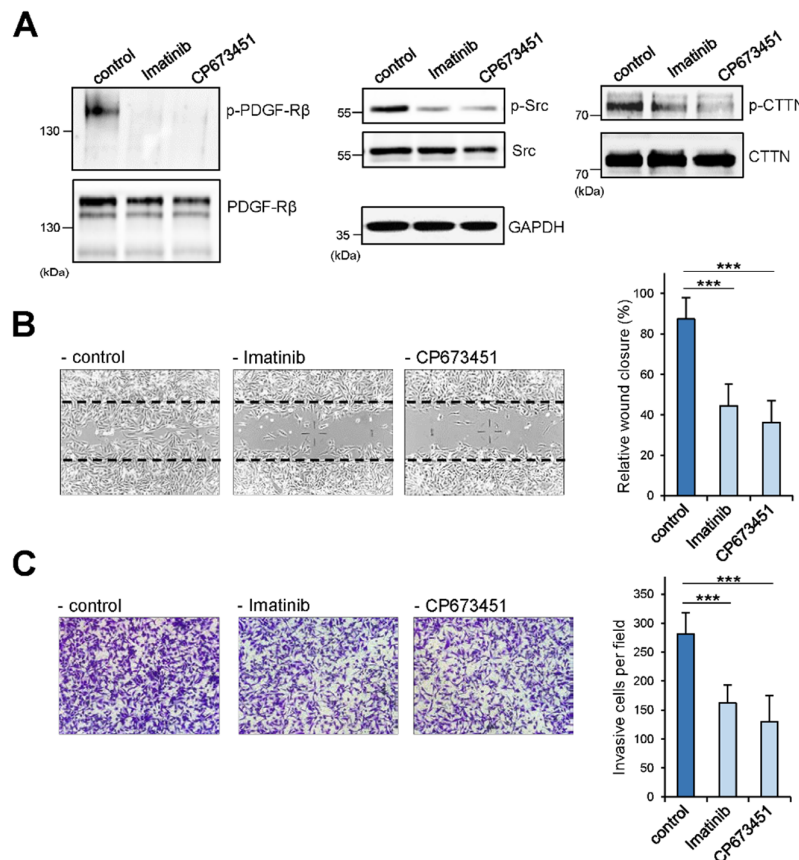 A
control Imatinib CP673451
130
p-PDGF-Rβ
130
PDGF-Rβ
(kDa)
control Imatinib CP673451
55
p-Src
55
Src
35
GAPDH
(kDa)
control Imatinib CP673451
70
p-CTTN
70
CTTN
(kDa)
B
- control
- Imatinib
- CP673451
Relative wound closure (%)
100
80
60
40
20
0
***
***
control
Imatinib
CP673451
C
- control
- Imatinib
- CP673451
Invasive cells per field
350
300
250
200
150
100
50
0
***
***
control
Imatinib
CP673451